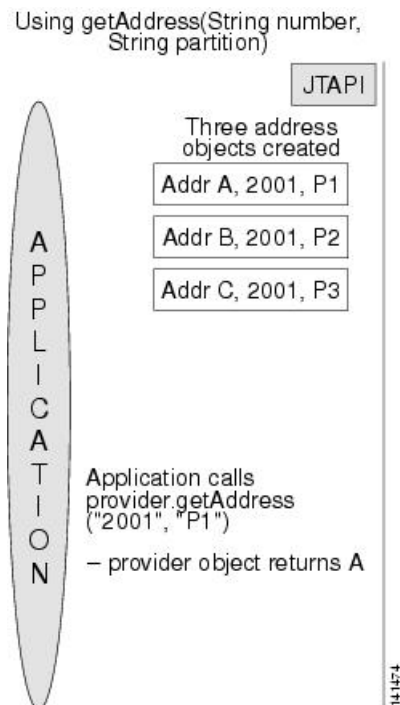 Using getAddress(String number,
String partition)
JTAPI
Three address
objects created
Addr A, 2001, P1
Addr B, 2001, P2
Addr C, 2001, P3
APPLICATION
Application calls
provider.getAddress
("2001", "P1")
– provider object returns A
141474